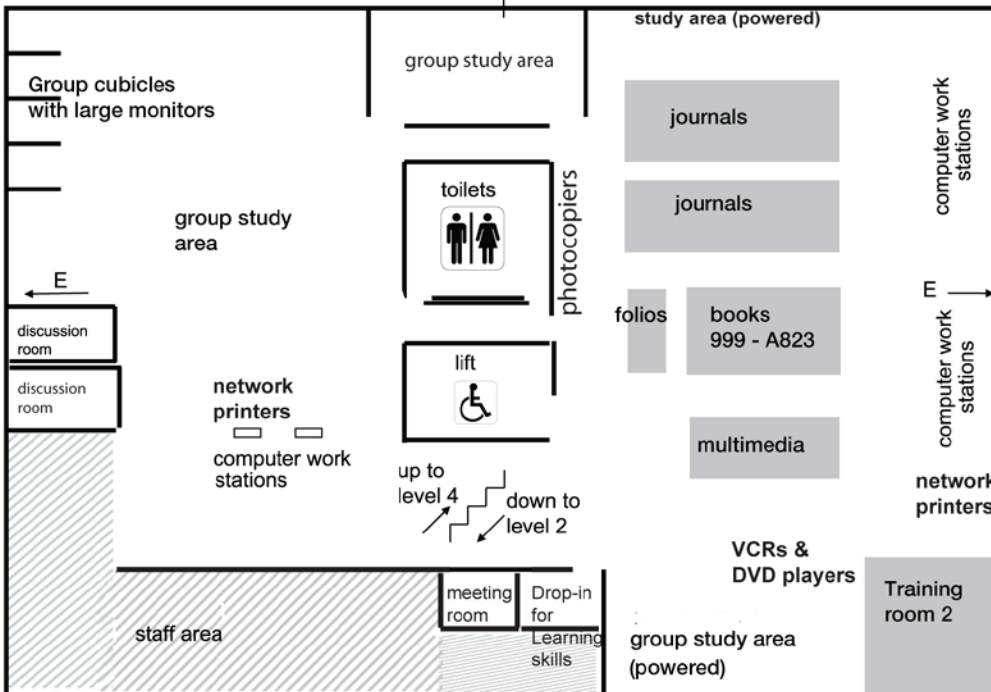 study area (powered)
group study area
Group cubicles
with large monitors
journals
computer work
stations
toilets
journals
photocopiers
group study
area
E
E
folios
books
999 - A823
discussion
room
lift
discussion
room
computer work
stations
network
printers
multimedia
computer work
stations
up to
level 4
down to
level 2
network
printers
VCRs &
DVD players
meeting
room
Drop-in
for
Learning
skills
Training
room 2
staff area
group study area
(powered)